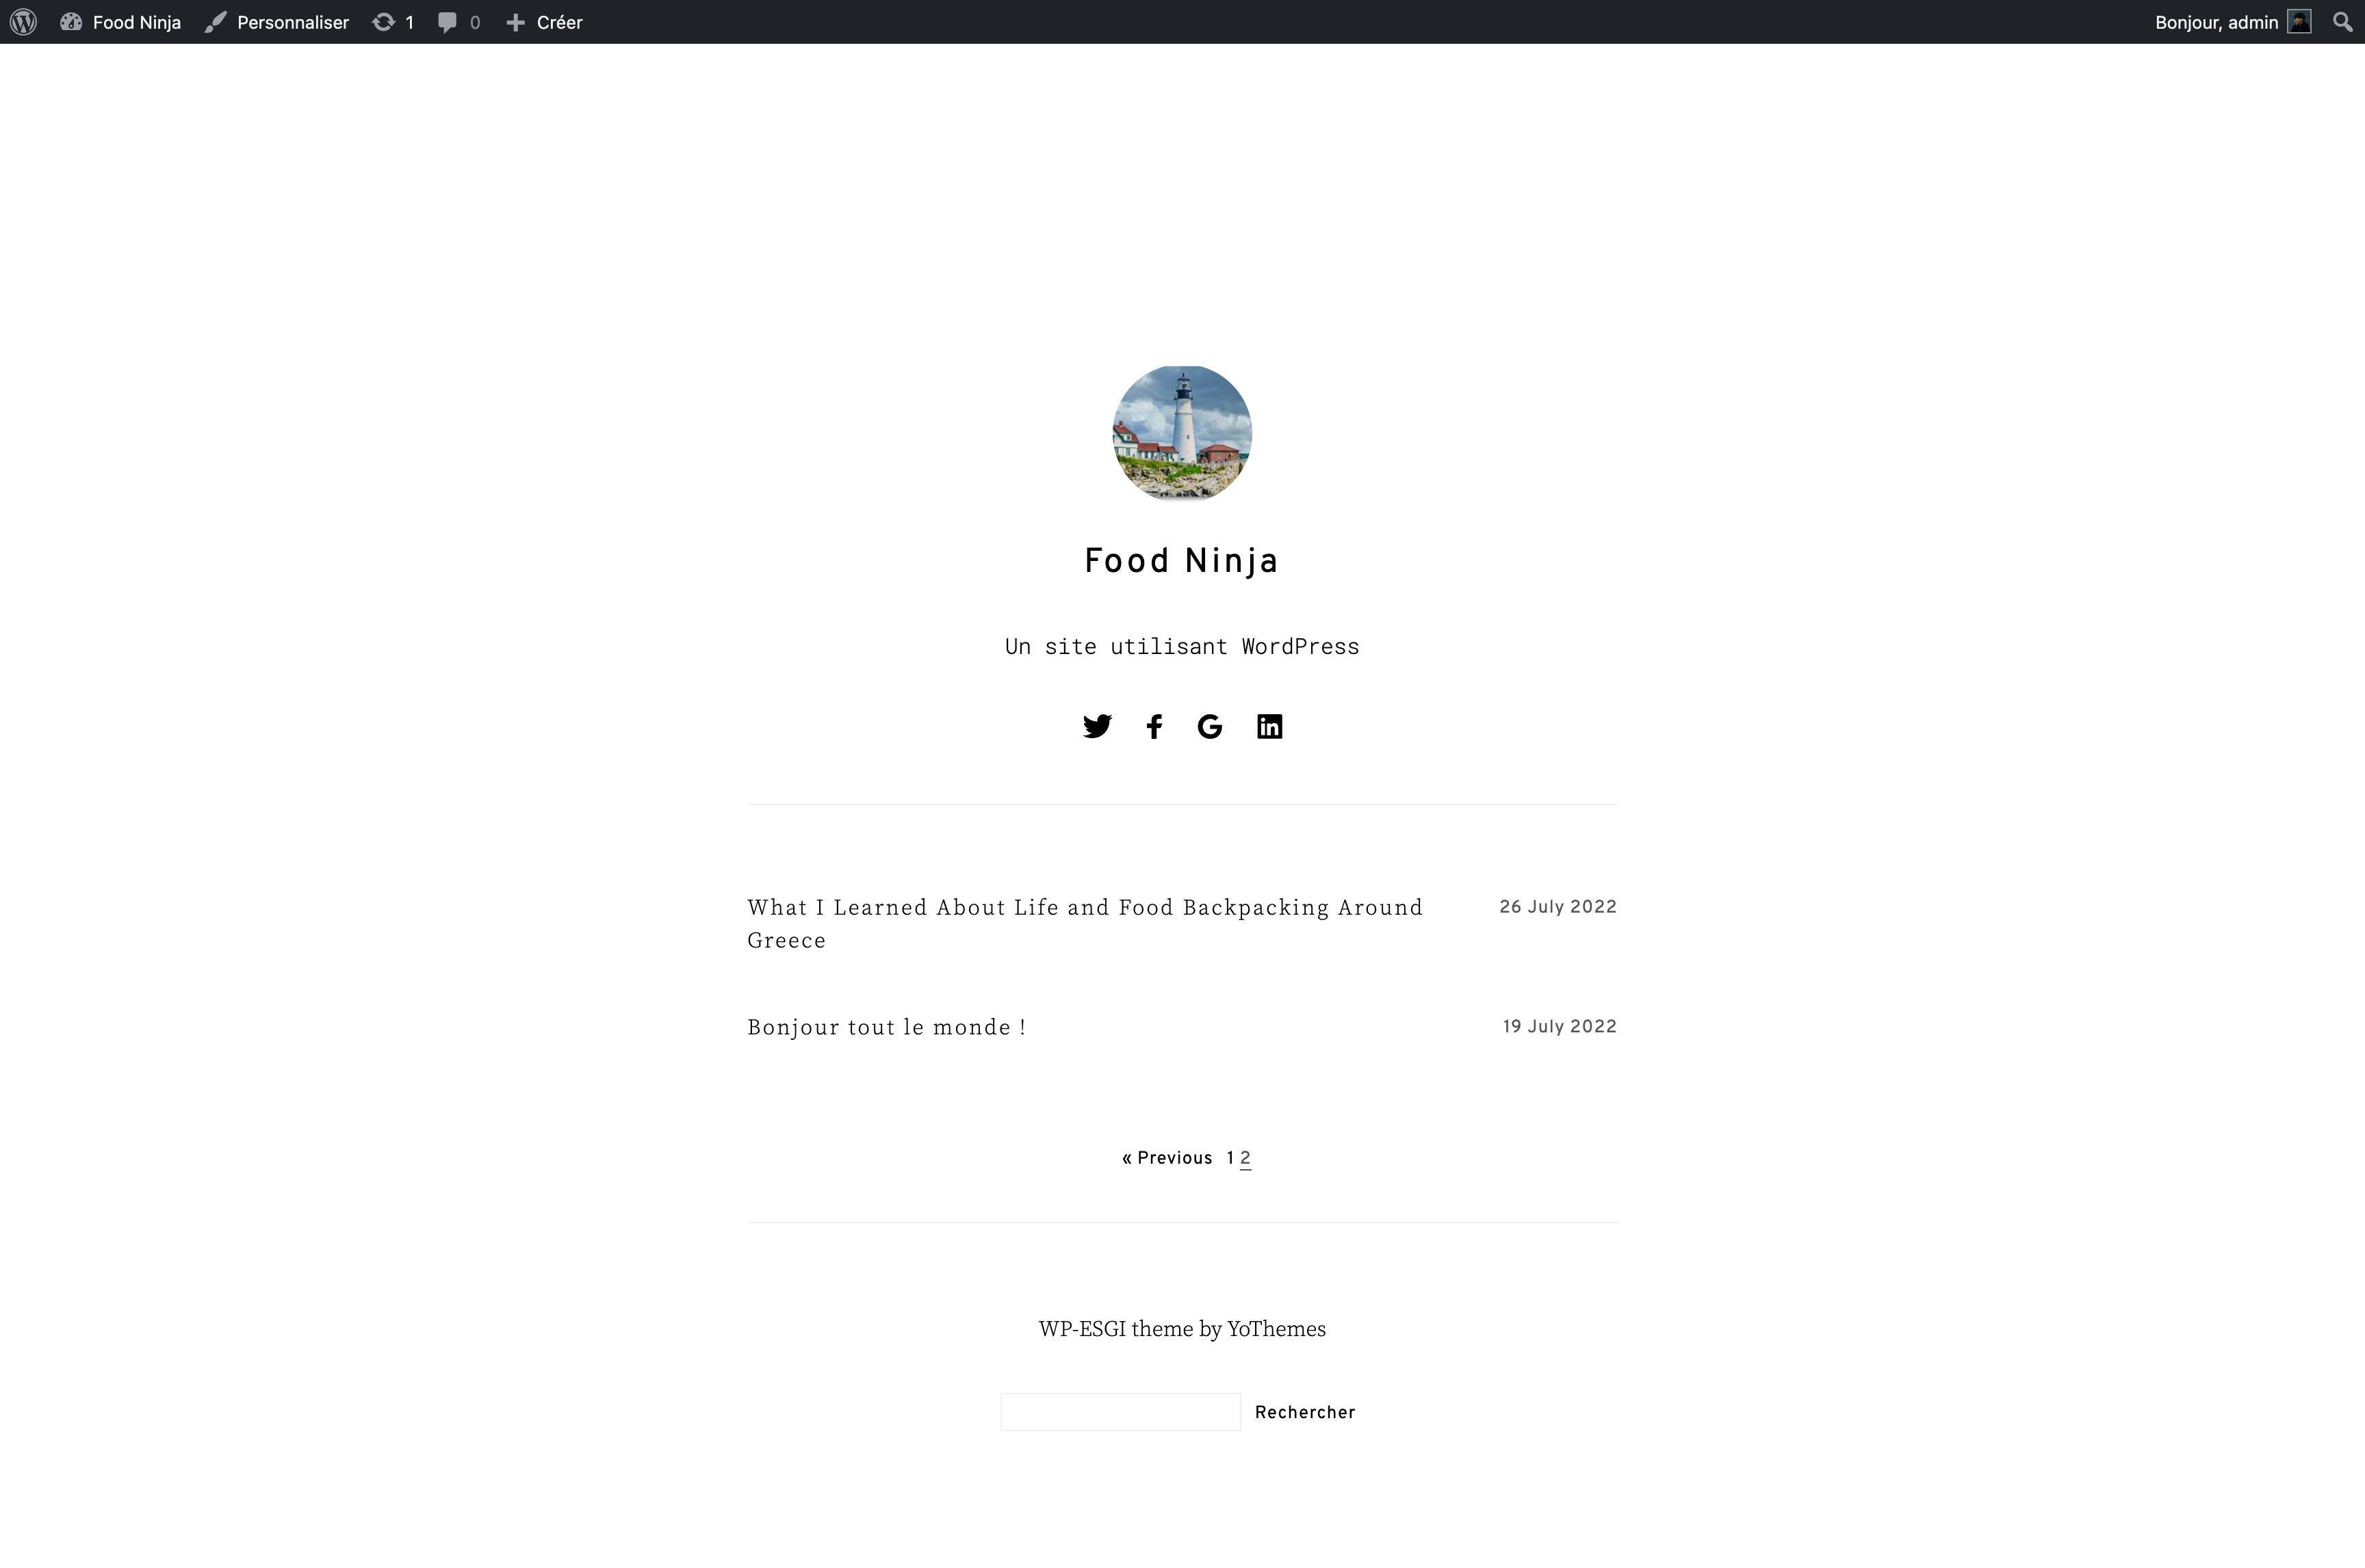 Food Ninja Personnaliser 1 0 Créer Bonjour, admin
Food Ninja
Un site utilisant WordPress
What I Learned About Life and Food Backpacking Around 26 July 2022
Greece
Bonjour tout le monde ! 19 July 2022
« Previous 1 2
WP-ESGI theme by YoThemes
Rechercher